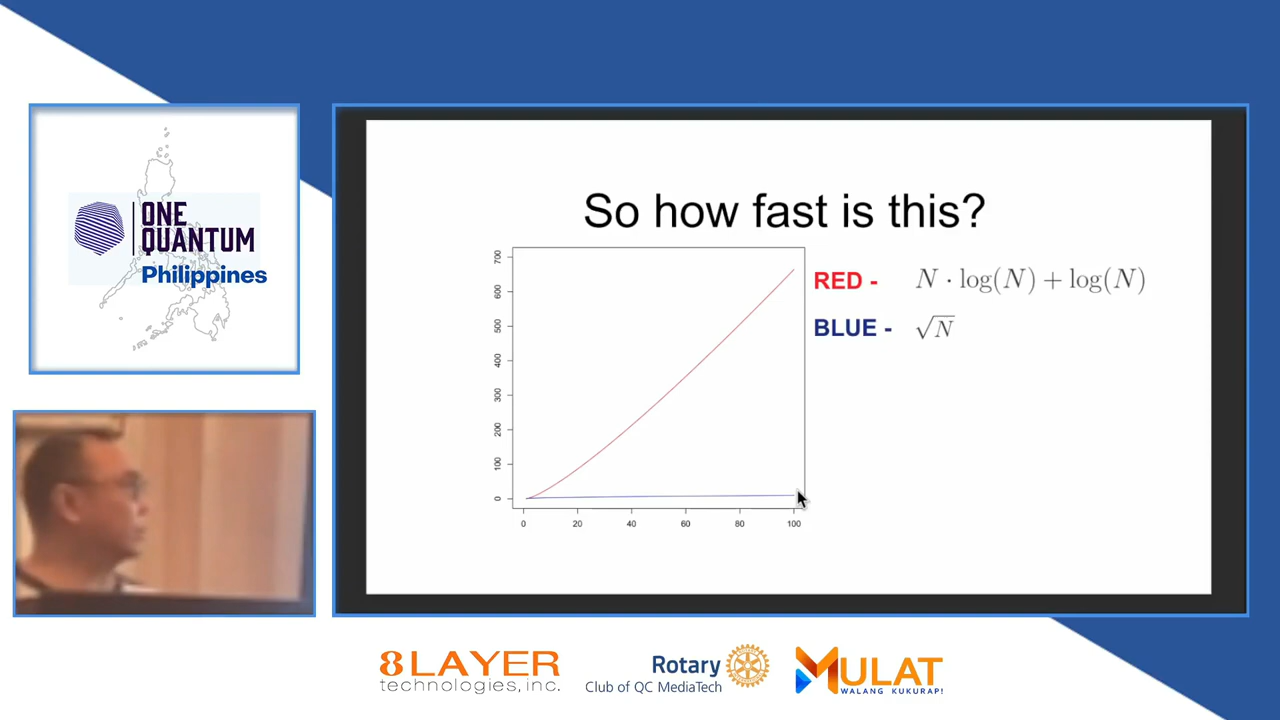 ONE
QUANTUM
Philippines
So how fast is this?
700
600
500
400
300
200
100
0
0 20 40 60 80 100
RED - N · log(N) + log(N)
BLUE - √N
8LAYER
technologies, inc.
Rotary
Club of QC MediaTech
MULAT
WALANG KUKURAP!